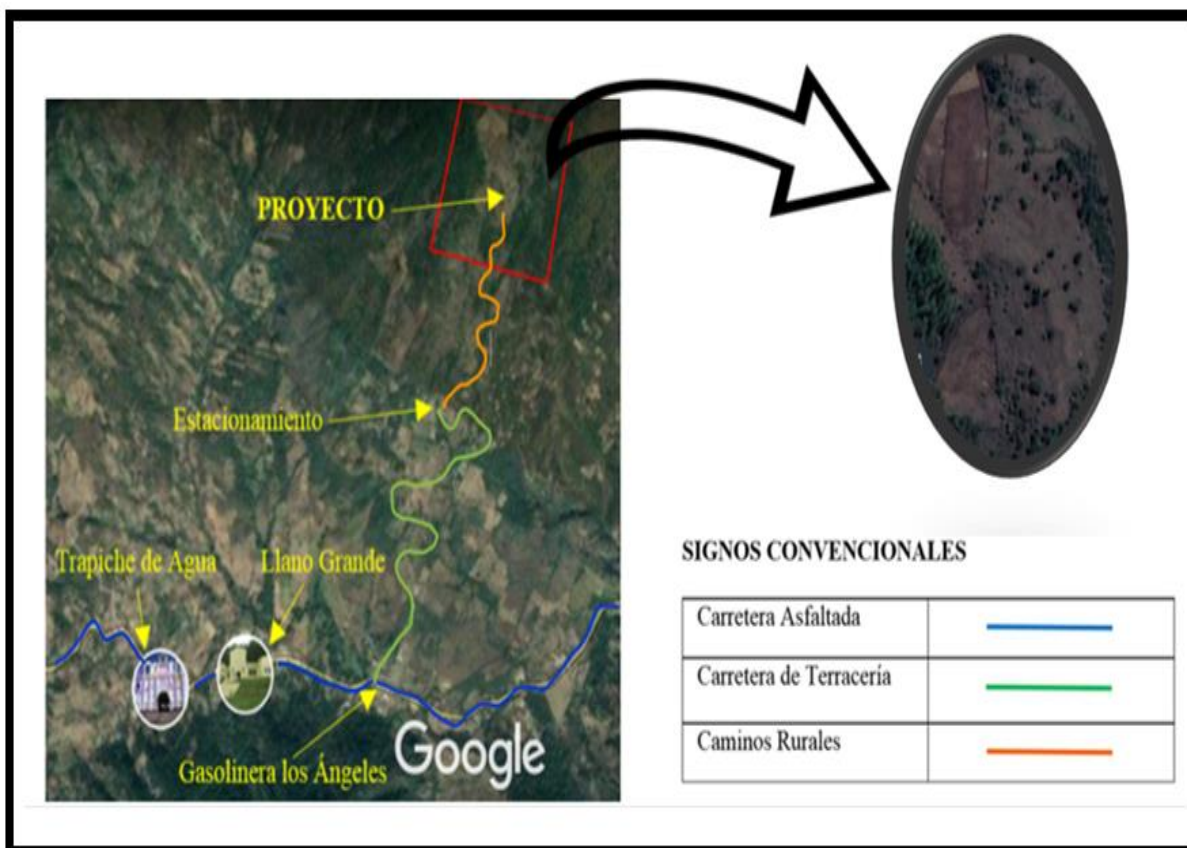 PROYECTO
Estacionamiento
Trapiche de Agua
Llano Grande
Gasolinera los Ángeles
Google
SIGNOS CONVENCIONALES
Carretera Asfaltada
Carretera de Terracería
Caminos Rurales